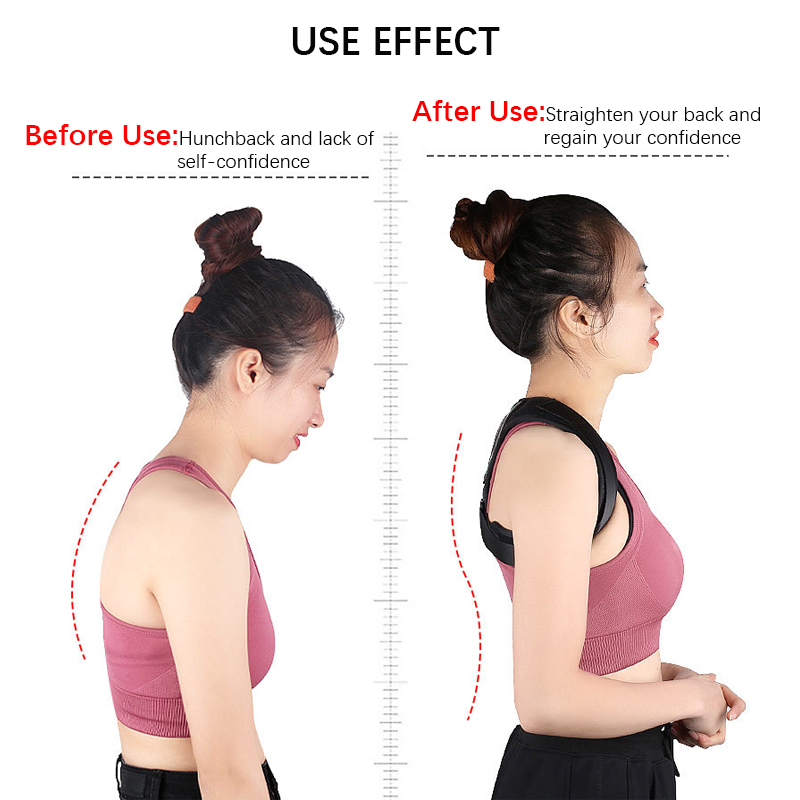 USE EFFECT
Before Use:Hunchback and lack of
self-confidence
After Use:Straighten your back and
regain your confidence